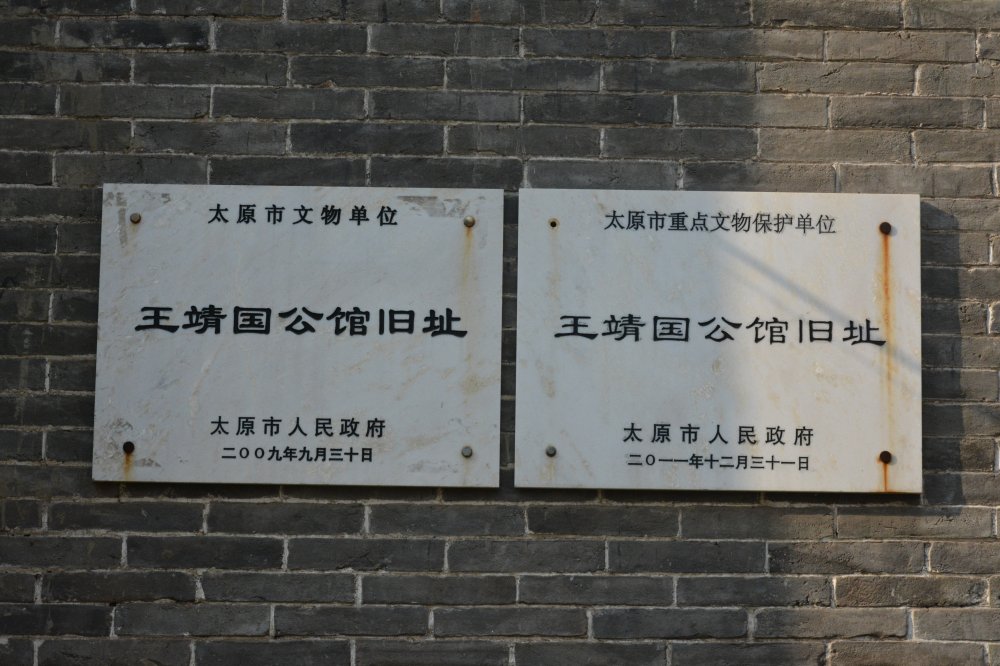 太原市文物单位
王靖国公馆旧址
太原市人民政府
二〇〇九年九月三十日
太原市重点文物保护单位
王靖国公馆旧址
太原市人民政府
二〇一一年十二月三十一日